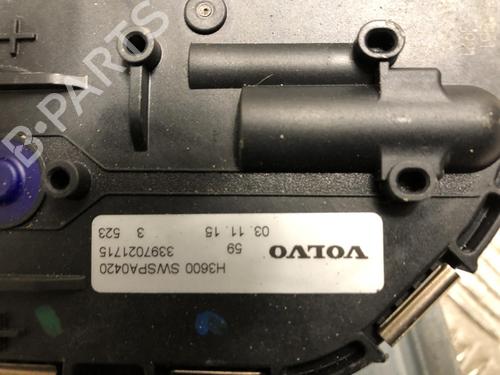 B-PARTS
VOLVO
H3600 SWSPA0420
3397021715
59
03.11.15 3 523